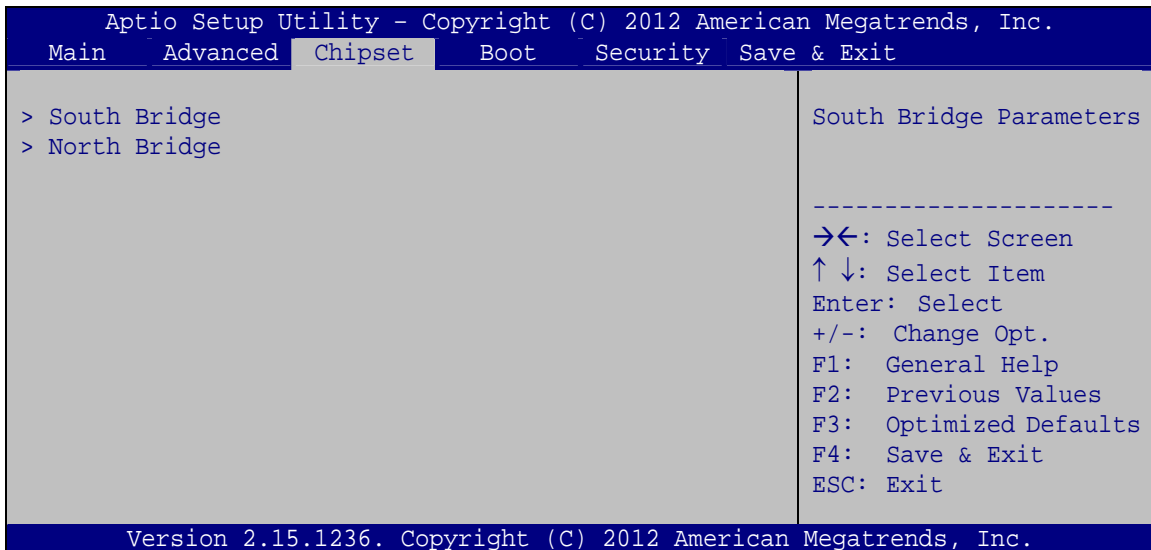 Aptio Setup Utility – Copyright (C) 2012 American Megatrends, Inc.
Main Advanced Chipset Boot Security Save & Exit
> South Bridge
> North Bridge
South Bridge Parameters
---------------------
→←: Select Screen
↑ ↓: Select Item
Enter: Select
+/-: Change Opt.
F1: General Help
F2: Previous Values
F3: Optimized Defaults
F4: Save & Exit
ESC: Exit
Version 2.15.1236. Copyright (C) 2012 American Megatrends, Inc.